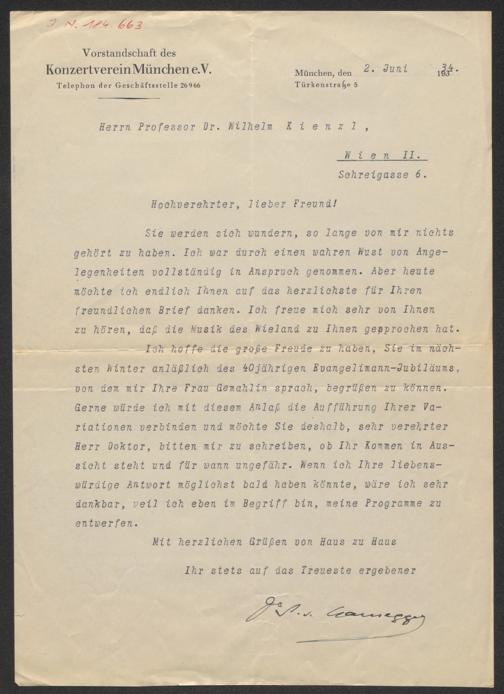 J. N. 184.663
Vorstandschaft des
Konzertverein München e.V.
Telephon der Geschäftsstelle 26966
München, den 2. Juni 1934.
Türkenstraße 5
Herrn Professor Dr. Wilhelm K i e n z l ,
W i e n  II.
Schreigasse 6.
Hochverehrter, lieber Freund!
Sie werden sich wundern, so lange von mir nichts
gehört zu haben. Ich war durch einen wahren Wust von Ange-
legenheiten vollständig in Anspruch genommen. Aber heute
möchte ich endlich Ihnen auf das herzlichste für Ihren
freundlichen Brief danken. Ich freue mich sehr von Ihnen
zu hören, daß die Musik des Wieland zu Ihnen gesprochen hat.
Ich hoffe die große Freude zu haben, Sie im näch-
sten Winter anläßlich des 40jährigen Evangelimann-Jubiläums,
von dem mir Ihre Frau Gemahlin sprach, begrüßen zu können.
Gerne würde ich mit diesem Anlaß die Aufführung Ihrer Va-
riationen verbinden und möchte Sie deshalb, sehr verehrter
Herr Doktor, bitten mir zu schreiben, ob Ihr Kommen in Aus-
sicht steht und für wann ungefähr. Wenn ich Ihre liebens-
würdige Antwort möglichst bald haben könnte, wäre ich sehr
dankbar, weil ich eben im Begriff bin, meine Programme zu
entwerfen.
Mit herzlichen Grüßen von Haus zu Haus
Ihr stets auf das Treueste ergebener